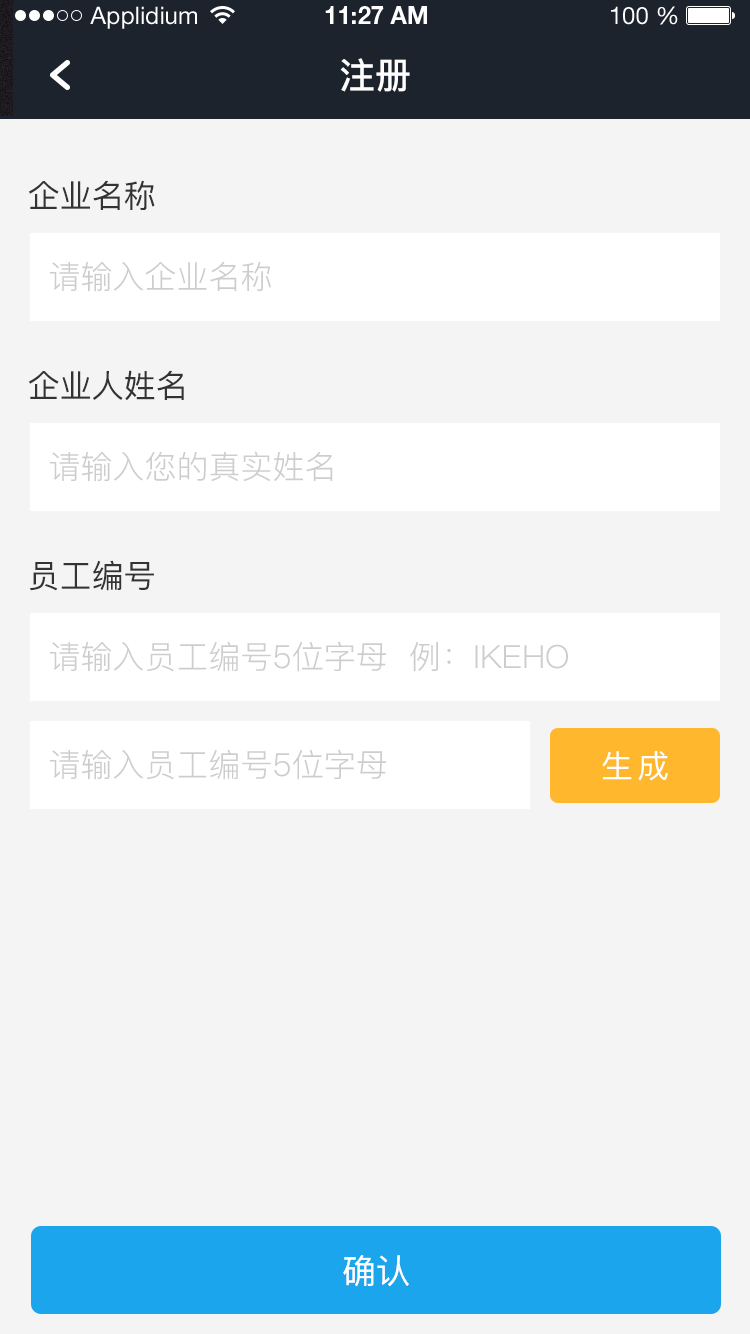 Applidium 11:27 AM 100 %
注册
企业名称
请输入企业名称
企业人姓名
请输入您的真实姓名
员工编号
请输入员工编号5位字母 例：IKEHO
请输入员工编号5位字母 生成
确认